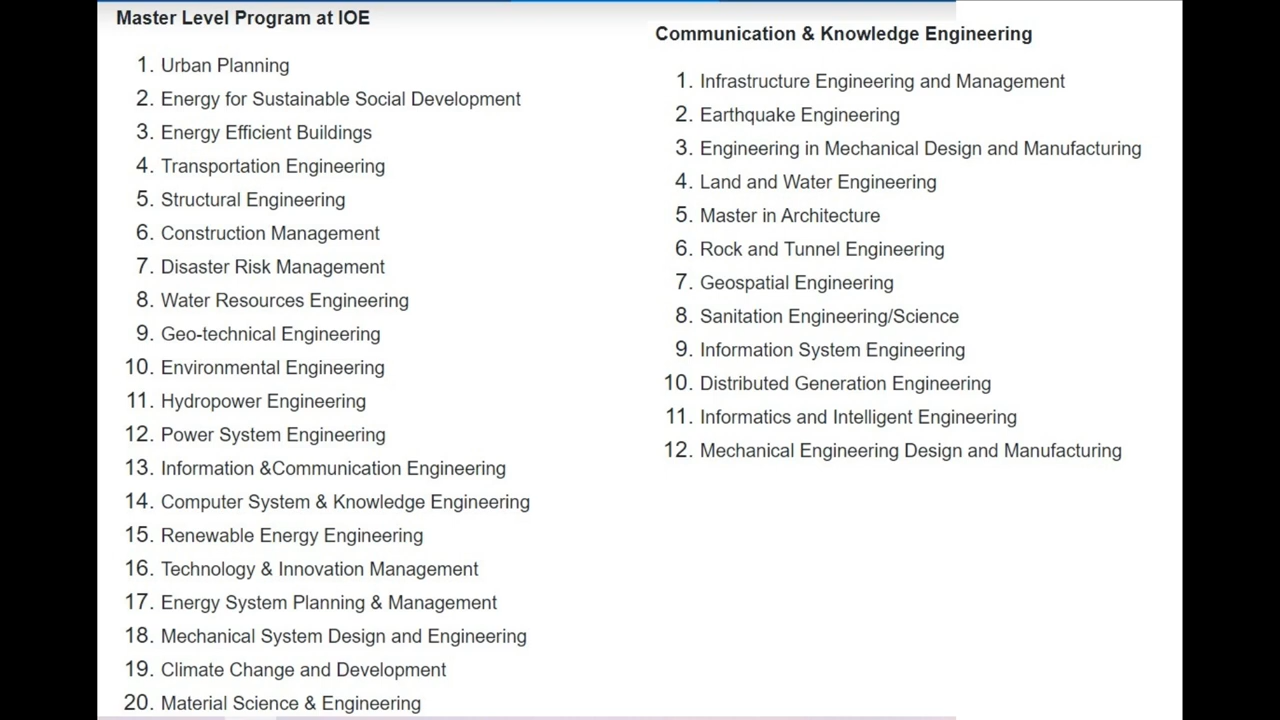 Master Level Program at IOE
1. Urban Planning
2. Energy for Sustainable Social Development
3. Energy Efficient Buildings
4. Transportation Engineering
5. Structural Engineering
6. Construction Management
7. Disaster Risk Management
8. Water Resources Engineering
9. Geo-technical Engineering
10. Environmental Engineering
11. Hydropower Engineering
12. Power System Engineering
13. Information &Communication Engineering
14. Computer System & Knowledge Engineering
15. Renewable Energy Engineering
16. Technology & Innovation Management
17. Energy System Planning & Management
18. Mechanical System Design and Engineering
19. Climate Change and Development
20. Material Science & Engineering
Communication & Knowledge Engineering
1. Infrastructure Engineering and Management
2. Earthquake Engineering
3. Engineering in Mechanical Design and Manufacturing
4. Land and Water Engineering
5. Master in Architecture
6. Rock and Tunnel Engineering
7. Geospatial Engineering
8. Sanitation Engineering/Science
9. Information System Engineering
10. Distributed Generation Engineering
11. Informatics and Intelligent Engineering
12. Mechanical Engineering Design and Manufacturing